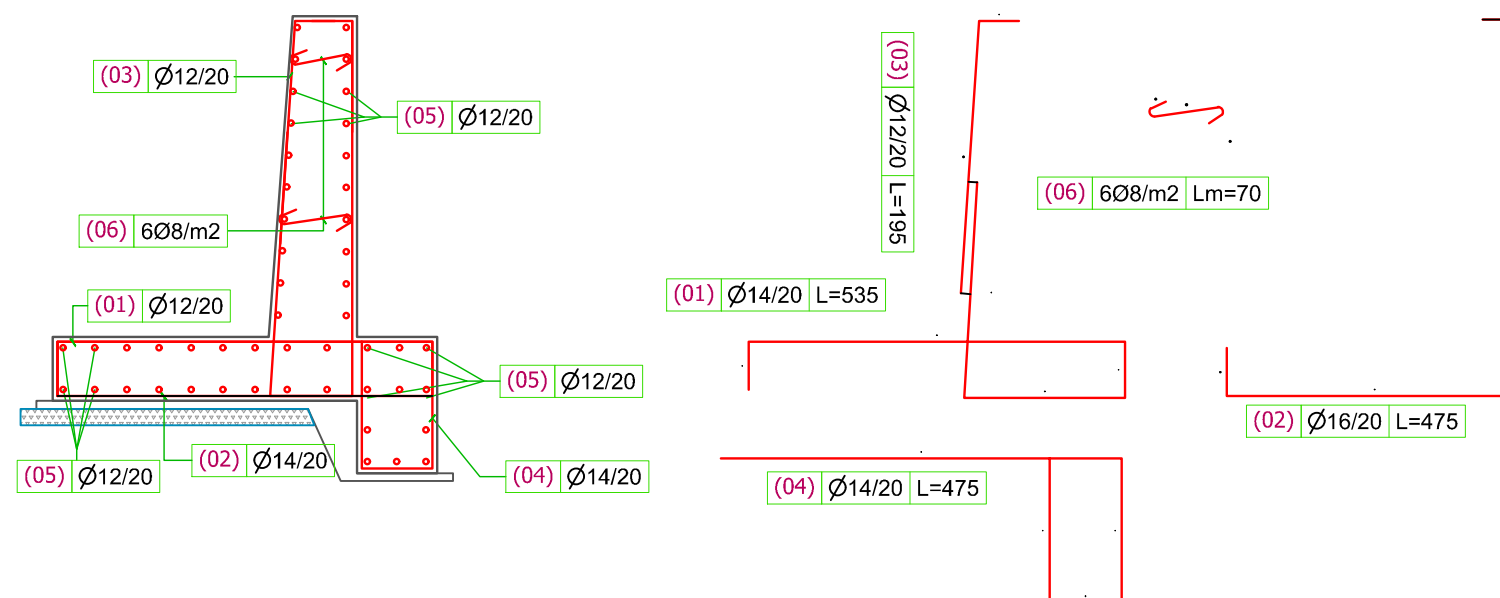 (03) Ø12/20
(05) Ø12/20
(06) 6Ø8/m2
(01) Ø12/20
(05) Ø12/20
(02) Ø14/20
(05) Ø12/20
(04) Ø14/20
(03) Ø12/20 L=195
(06) 6Ø8/m2 Lm=70
(01) Ø14/20 L=535
(02) Ø16/20 L=475
(04) Ø14/20 L=475